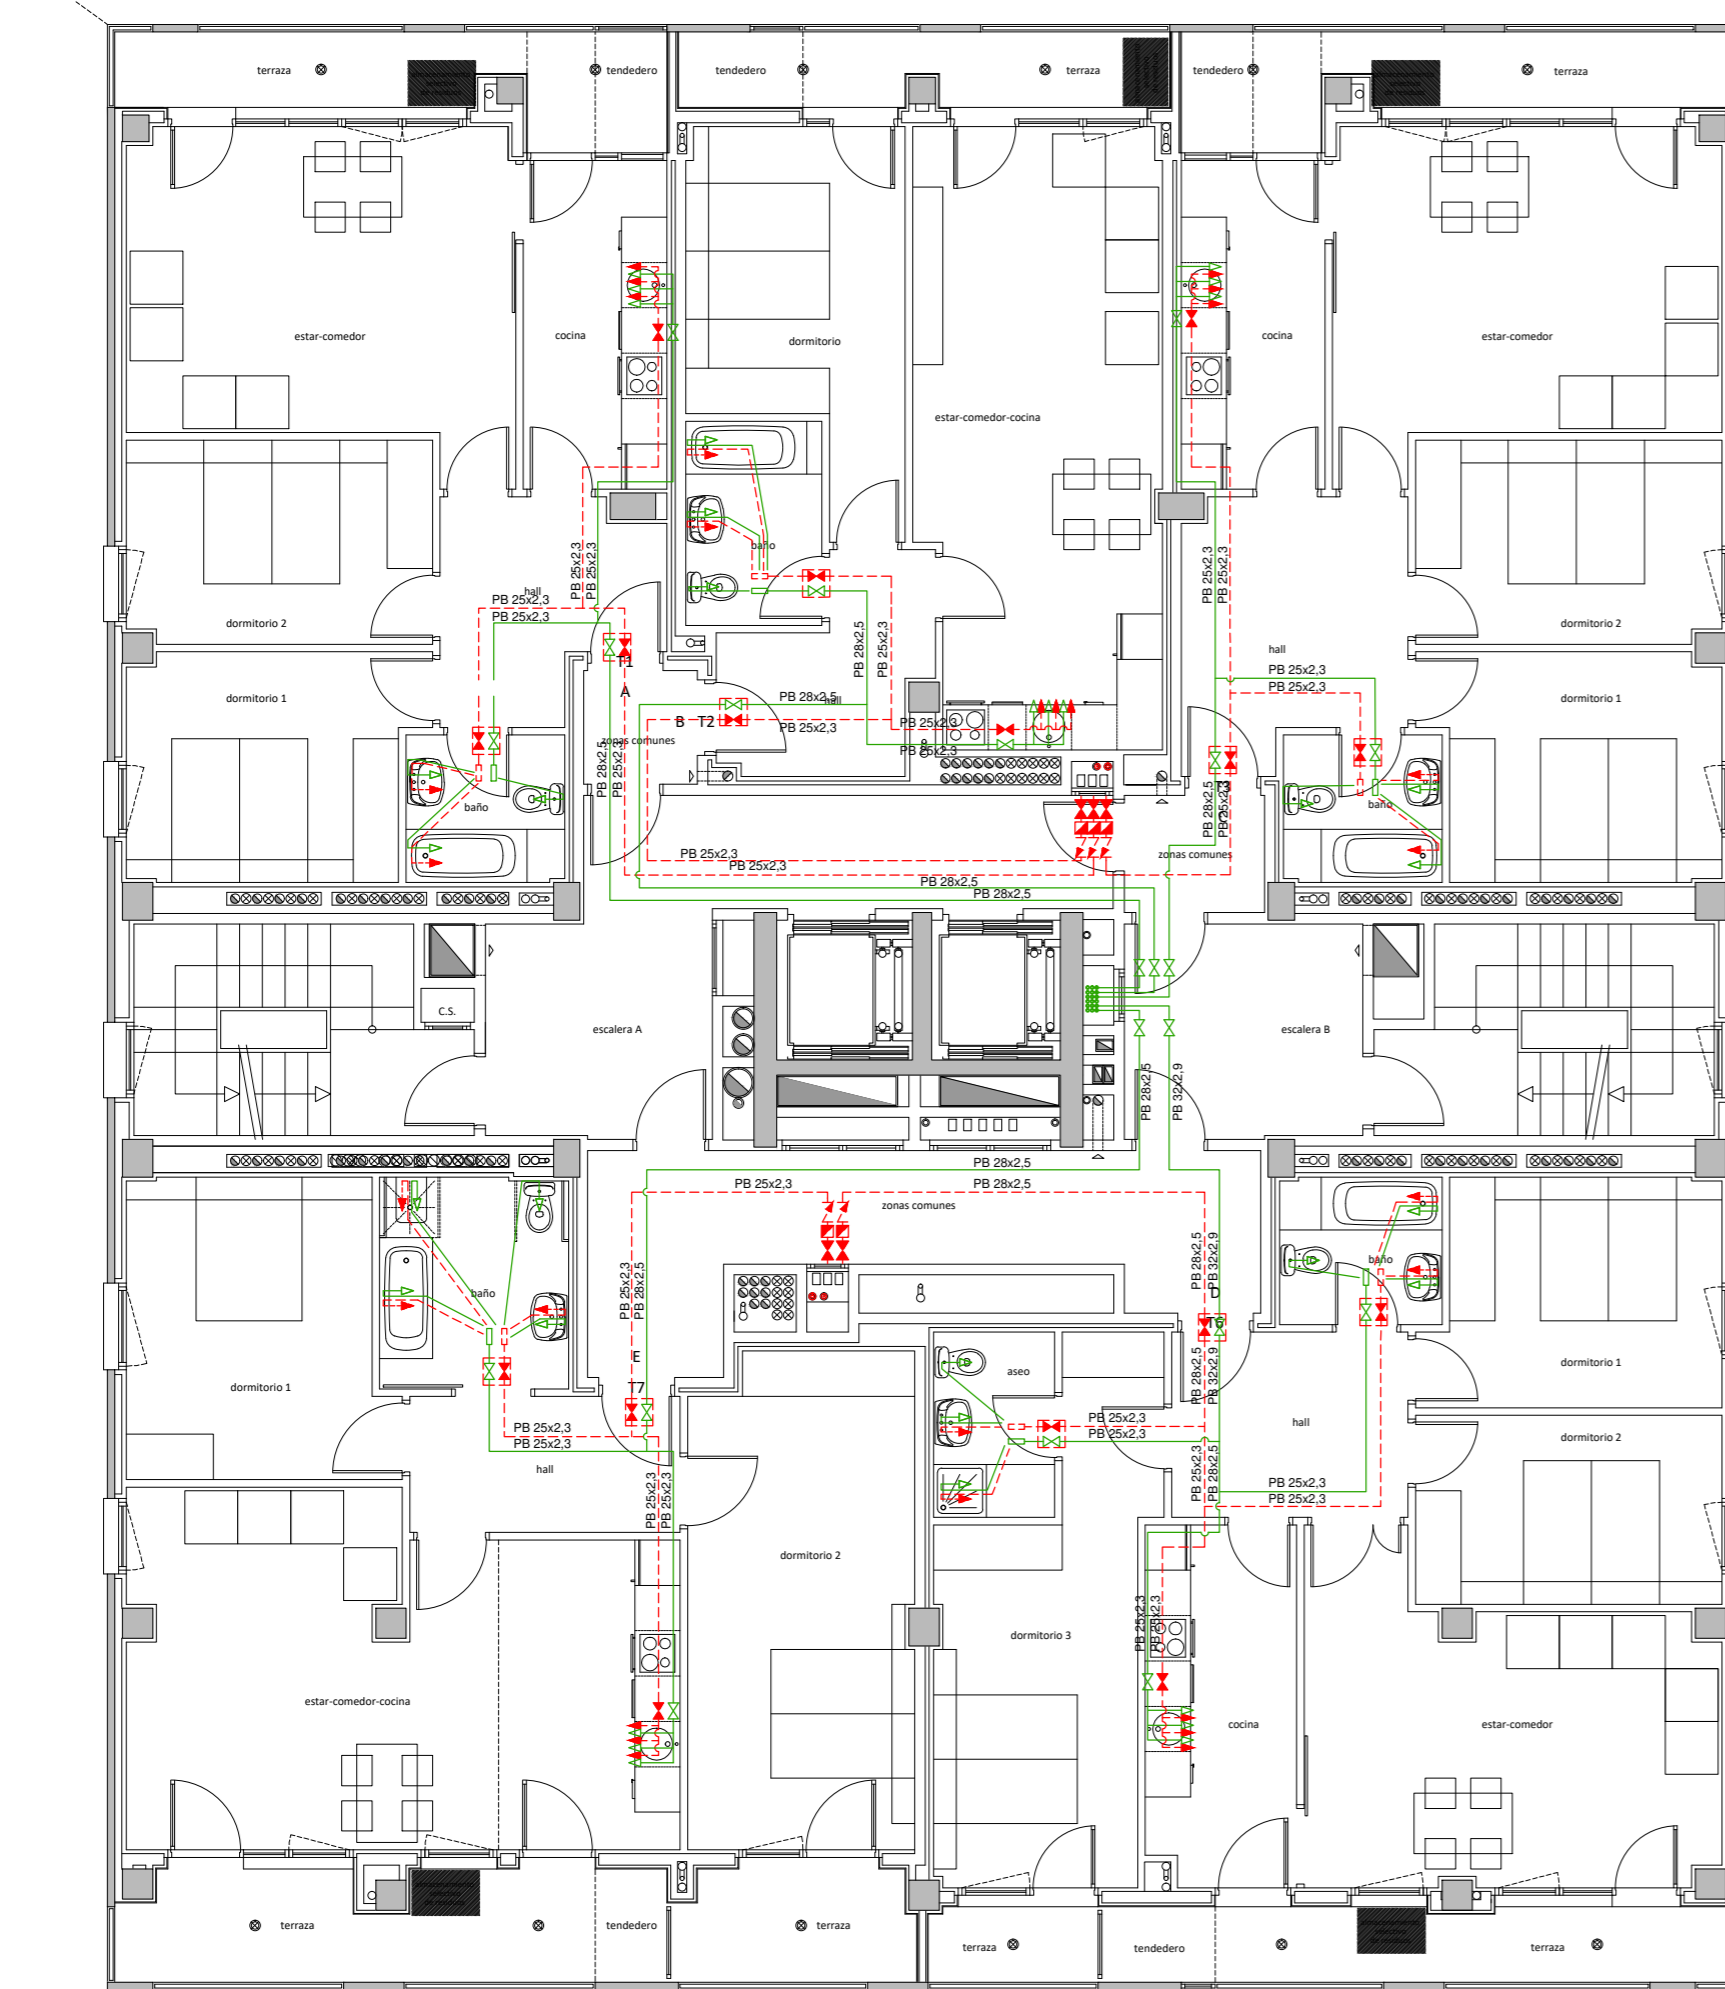 terraza
tendedero
tendedero
terraza
tendedero
terraza
estar-comedor
cocina
dormitorio
estar-comedor-cocina
cocina
estar-comedor
baño
PB 25x2,3
PB 25x2,3
hall
PB 25x2,3
PB 25x2,3
dormitorio 2
PB 28x2,5
PB 25x2,3
PB 25x2,3
PB 25x2,3
dormitorio 2
hall
T1
A
dormitorio 1
PB 25x2,3
PB 25x2,3
dormitorio 1
B
T2
PB 28x2,5
hall
PB 25x2,3
PB 25x2,3
PB 25x2,3
zonas comunes
PB 28x2,5
PB 25x2,3
T3
PB 28x2,5
PB 25x2,3
baño
baño
PB 25x2,3
PB 25x2,3
zonas comunes
PB 28x2,5
PB 28x2,5
C.S.
escalera A
escalera B
PB 28x2,5
PB 32x2,9
PB 28x2,5
PB 25x2,3
PB 28x2,5
zonas comunes
baño
PB 25x2,3
PB 28x2,5
PB 28x2,5
PB 32x2,9
baño
D
T6
E
T7
aseo
PB 28x2,5
PB 32x2,9
dormitorio 1
dormitorio 1
PB 25x2,3
PB 25x2,3
PB 25x2,3
PB 25x2,3
hall
dormitorio 2
hall
PB 25x2,3
PB 25x2,3
PB 25x2,3
PB 28x2,5
PB 25x2,3
PB 25x2,3
dormitorio 2
PB 25x2,3
PB 25x2,3
dormitorio 3
estar-comedor-cocina
cocina
estar-comedor
terraza
tendedero
terraza
terraza
tendedero
terraza